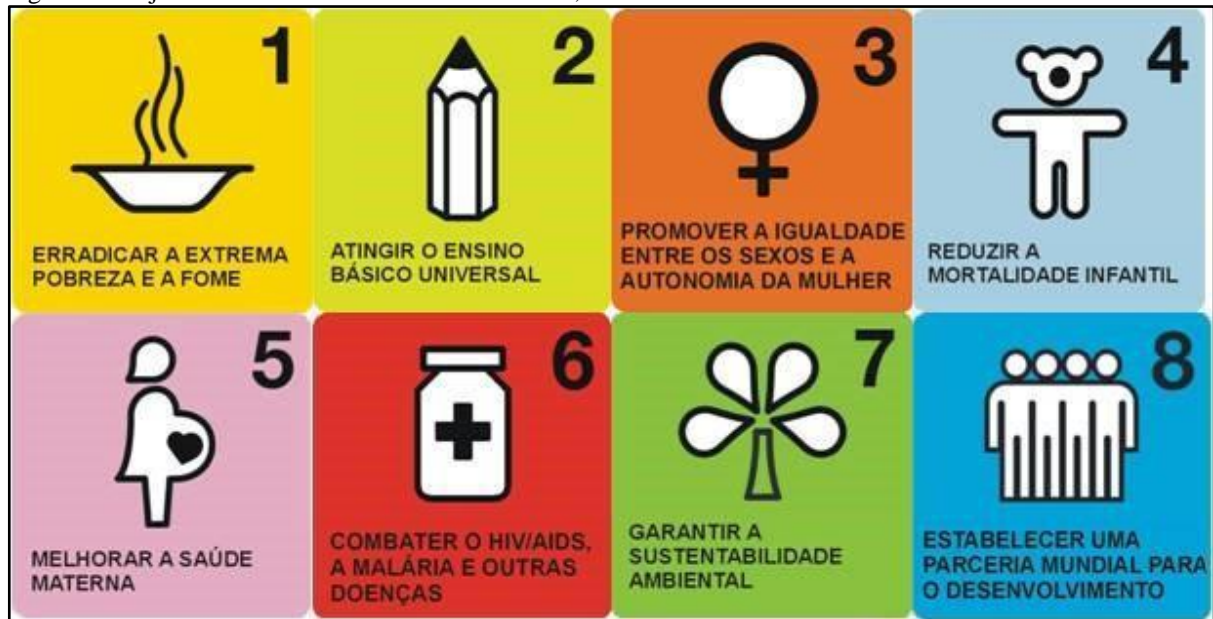 1
ERRADICAR A EXTREMA
POBREZA E A FOME
2
ATINGIR O ENSINO
BÁSICO UNIVERSAL
3
PROMOVER A IGUALDADE
ENTRE OS SEXOS E A
AUTONOMIA DA MULHER
4
REDUZIR A
MORTALIDADE INFANTIL
5
MELHORAR A SAÚDE
MATERNA
6
COMBATER O HIV/AIDS,
A MALÁRIA E OUTRAS
DOENÇAS
7
GARANTIR A
SUSTENTABILIDADE
AMBIENTAL
8
ESTABELECER UMA
PARCERIA MUNDIAL PARA
O DESENVOLVIMENTO